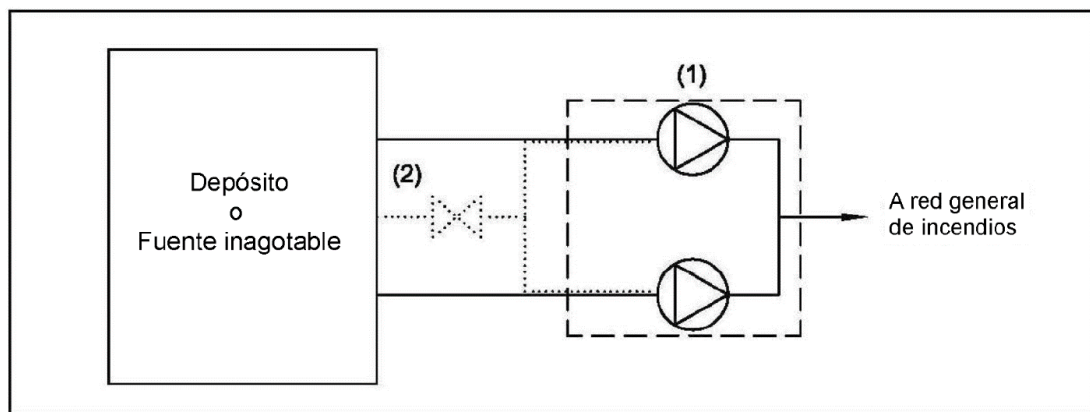 (1)
(2)
Depósito
o
Fuente inagotable
A red general
de incendios